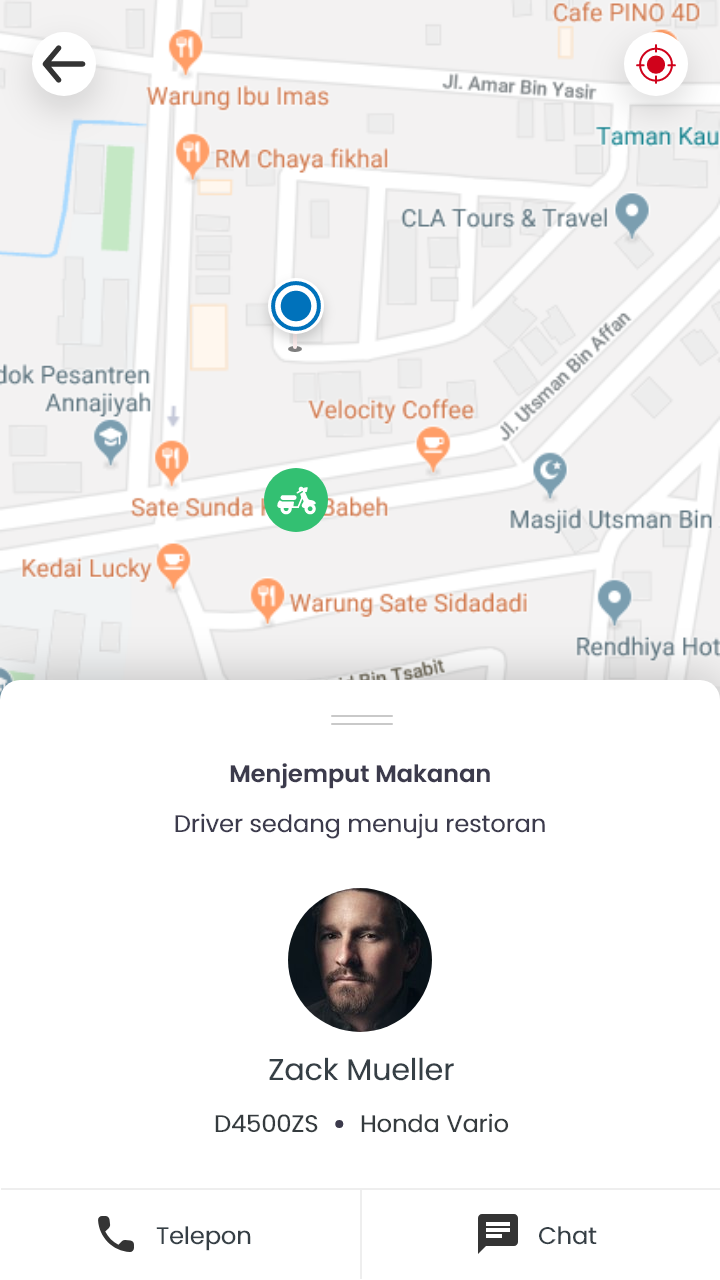 Cafe PINO 4D
Jl. Amar Bin Yasir
Warung Ibu Imas
Taman Kau
RM Chaya fikhal
CLA Tours & Travel
Jl. Utsman Bin Affan
dok Pesantren
Annajiyah
Velocity Coffee
Sate Sunda
Babeh
Masjid Utsman Bin
Kedai Lucky
Warung Sate Sidadadi
Rendhiya Hot
Bin Tsabit
Menjemput Makanan
Driver sedang menuju restoran
Zack Mueller
D4500ZS • Honda Vario
Telepon
Chat